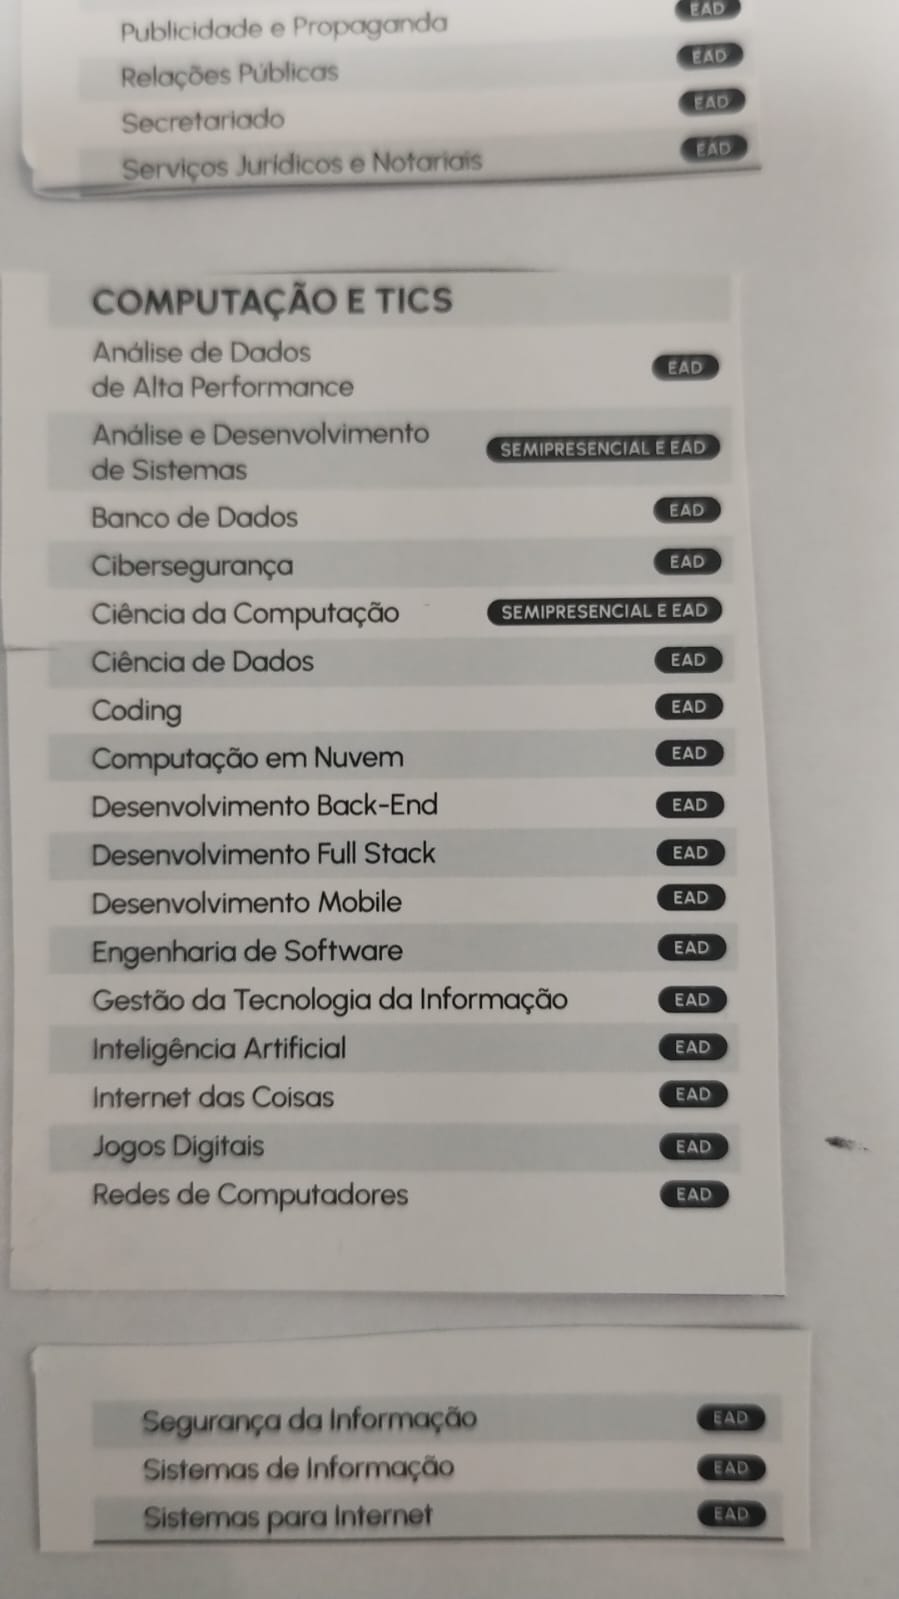 Publicidade e Propaganda EAD
Relações Públicas EAD
Secretariado EAD
Serviços Jurídicos e Notariais EAD
COMPUTAÇÃO E TICS
Análise de Dados
de Alta Performance EAD
Análise e Desenvolvimento
de Sistemas SEMIPRESENCIAL E EAD
Banco de Dados EAD
Cibersegurança EAD
Ciência da Computação SEMIPRESENCIAL E EAD
Ciência de Dados EAD
Coding EAD
Computação em Nuvem EAD
Desenvolvimento Back-End EAD
Desenvolvimento Full Stack EAD
Desenvolvimento Mobile EAD
Engenharia de Software EAD
Gestão da Tecnologia da Informação EAD
Inteligência Artificial EAD
Internet das Coisas EAD
Jogos Digitais EAD
Redes de Computadores EAD
Segurança da Informação EAD
Sistemas de Informação EAD
Sistemas para Internet EAD